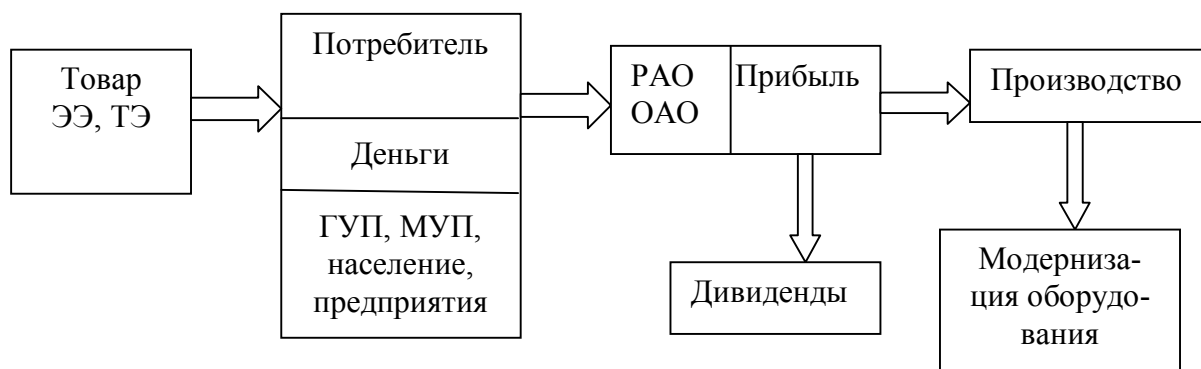 Товар
ЭЭ, ТЭ
Потребитель
Деньги
ГУП, МУП,
население,
предприятия
РАО
ОАО
Прибыль
Дивиденды
Производство
Модерниза-
ция оборудо-
вания